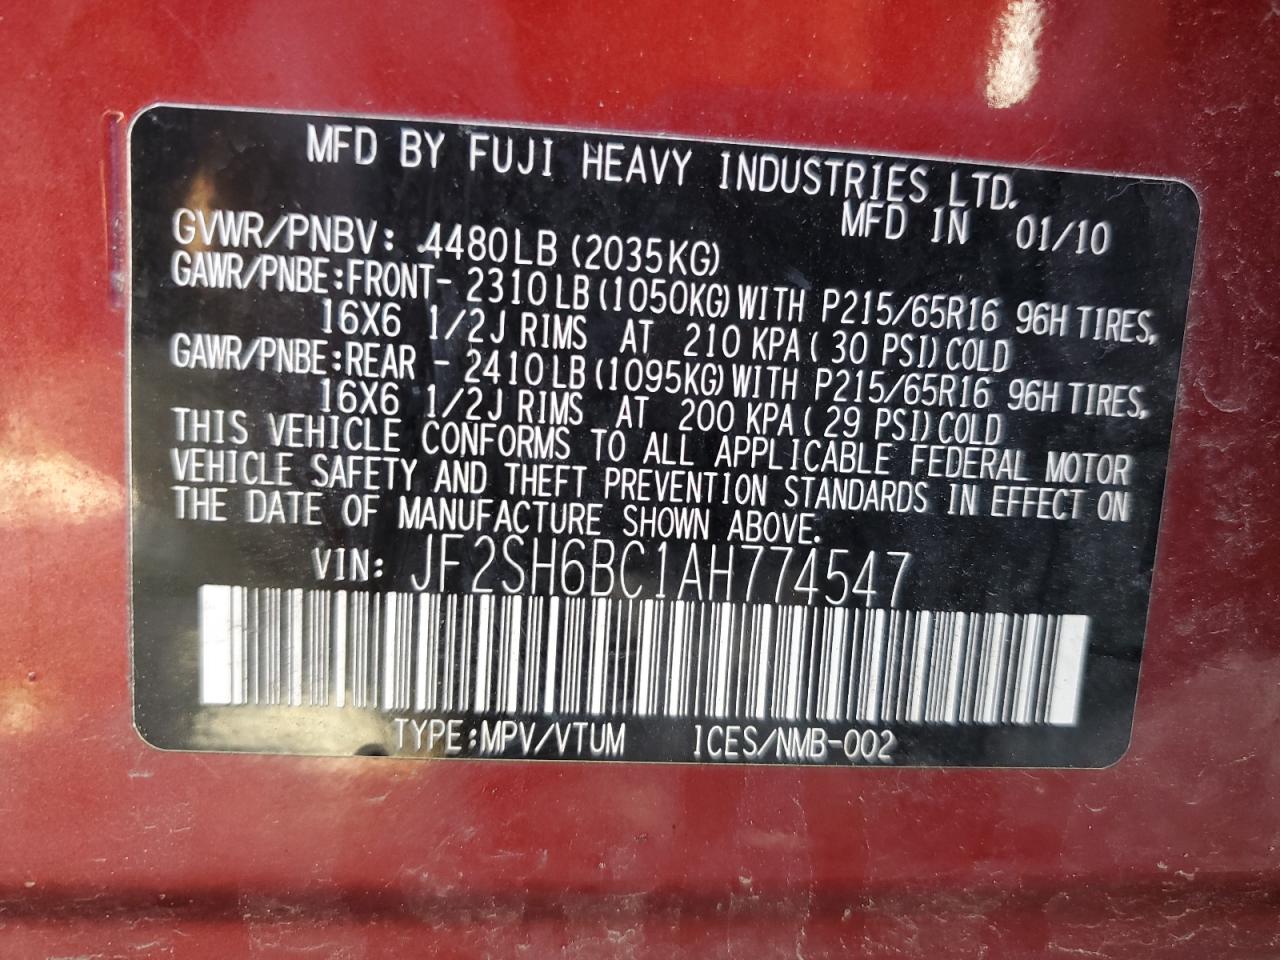 MFD BY FUJI HEAVY INDUSTRIES LTD.
MFD IN 01/10
GVWR/PNBV: 4480LB (2035KG)
GAWR/PNBE:FRONT- 2310LB(1050KG)WITH P215/65R16 96H TIRES,
16X6 1/2J RIMS AT 210 KPA( 30 PSI)COLD
GAWR/PNBE:REAR - 2410LB(1095KG)WITH P215/65R16 96H TIRES,
16X6 1/2J RIMS AT 200 KPA( 29 PSI)COLD
THIS VEHICLE CONFORMS TO ALL APPLICABLE FEDERAL MOTOR
VEHICLE SAFETY AND THEFT PREVENTION STANDARDS IN EFFECT ON
THE DATE OF MANUFACTURE SHOWN ABOVE.
VIN: JF2SH6BC1AH774547
TYPE:MPV/VTUM ICES/NMB-002